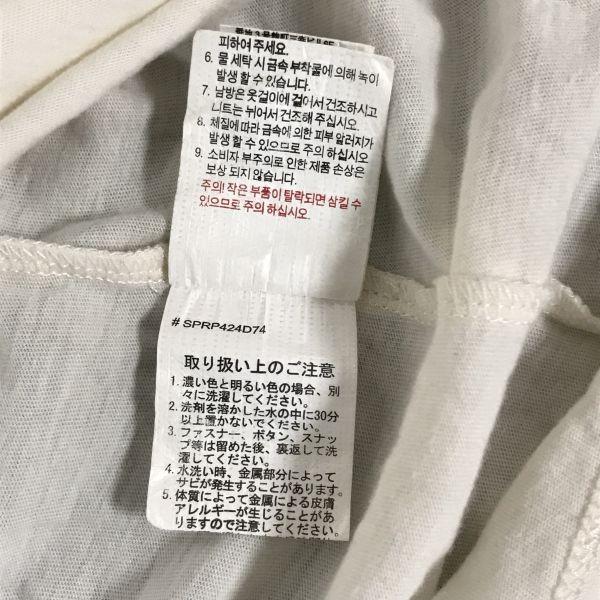 피하여 주세요.
6. 물 세탁 시 금속 부착물에 의해 녹이
발생 할 수 있습니다.
7. 남방은 옷걸이에 걸어서 건조하시고
니트는 뉘어서 건조해 주십시오.
8. 체질에 따라 금속에 의한 피부 알러지가
발생할 수 있으므로 주의 하십시오.
9. 소비자 부주의로 인한 제품 손상은
보상 되지 않습니다.
주의! 작은 부품이 탈락되면 삼킬 수
있으므로 주의 하십시오.
# SPRP424D74
取り扱い上のご注意
1. 濃い色と明るい色の場合、別
々に洗濯してください。
2. 洗剤を溶かした水の中に30分
以上置かないでください。
3. ファスナー、ボタン、スナッ
プ等は留めた後、裏返して洗
濯してください。
4. 水洗い時、金属部分によって
サビが発生することがあります。
5. 体質によって金属による皮膚
アレルギーが生じることがあ
りますので注意してください。